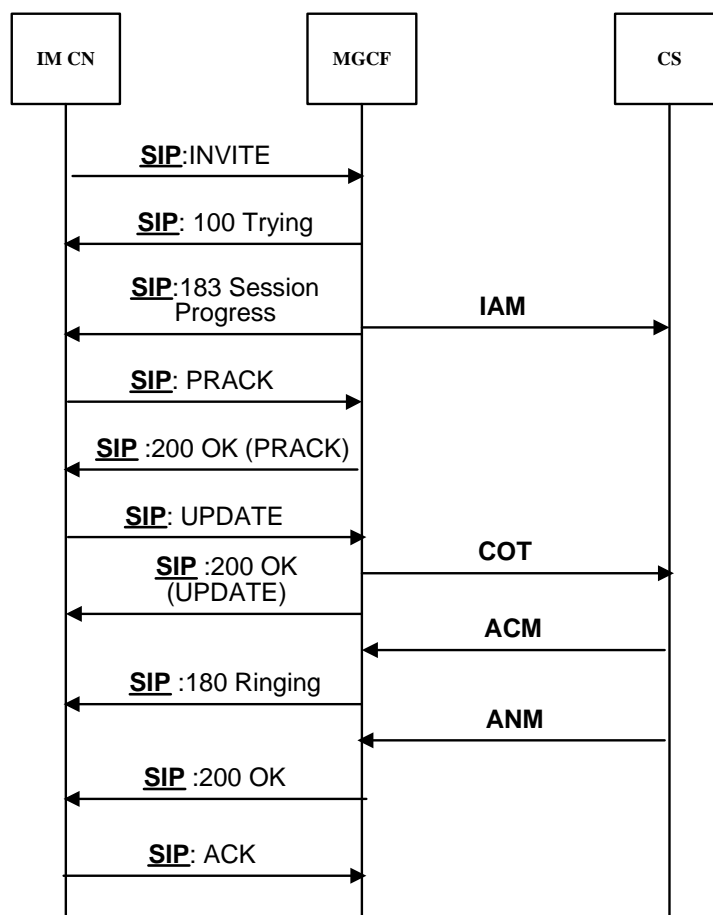 IM CN
MGCF
CS
SIP:INVITE
SIP: 100 Trying
SIP:183 Session
Progress
IAM
SIP: PRACK
SIP :200 OK (PRACK)
SIP: UPDATE
COT
SIP :200 OK
(UPDATE)
ACM
SIP :180 Ringing
ANM
SIP :200 OK
SIP: ACK